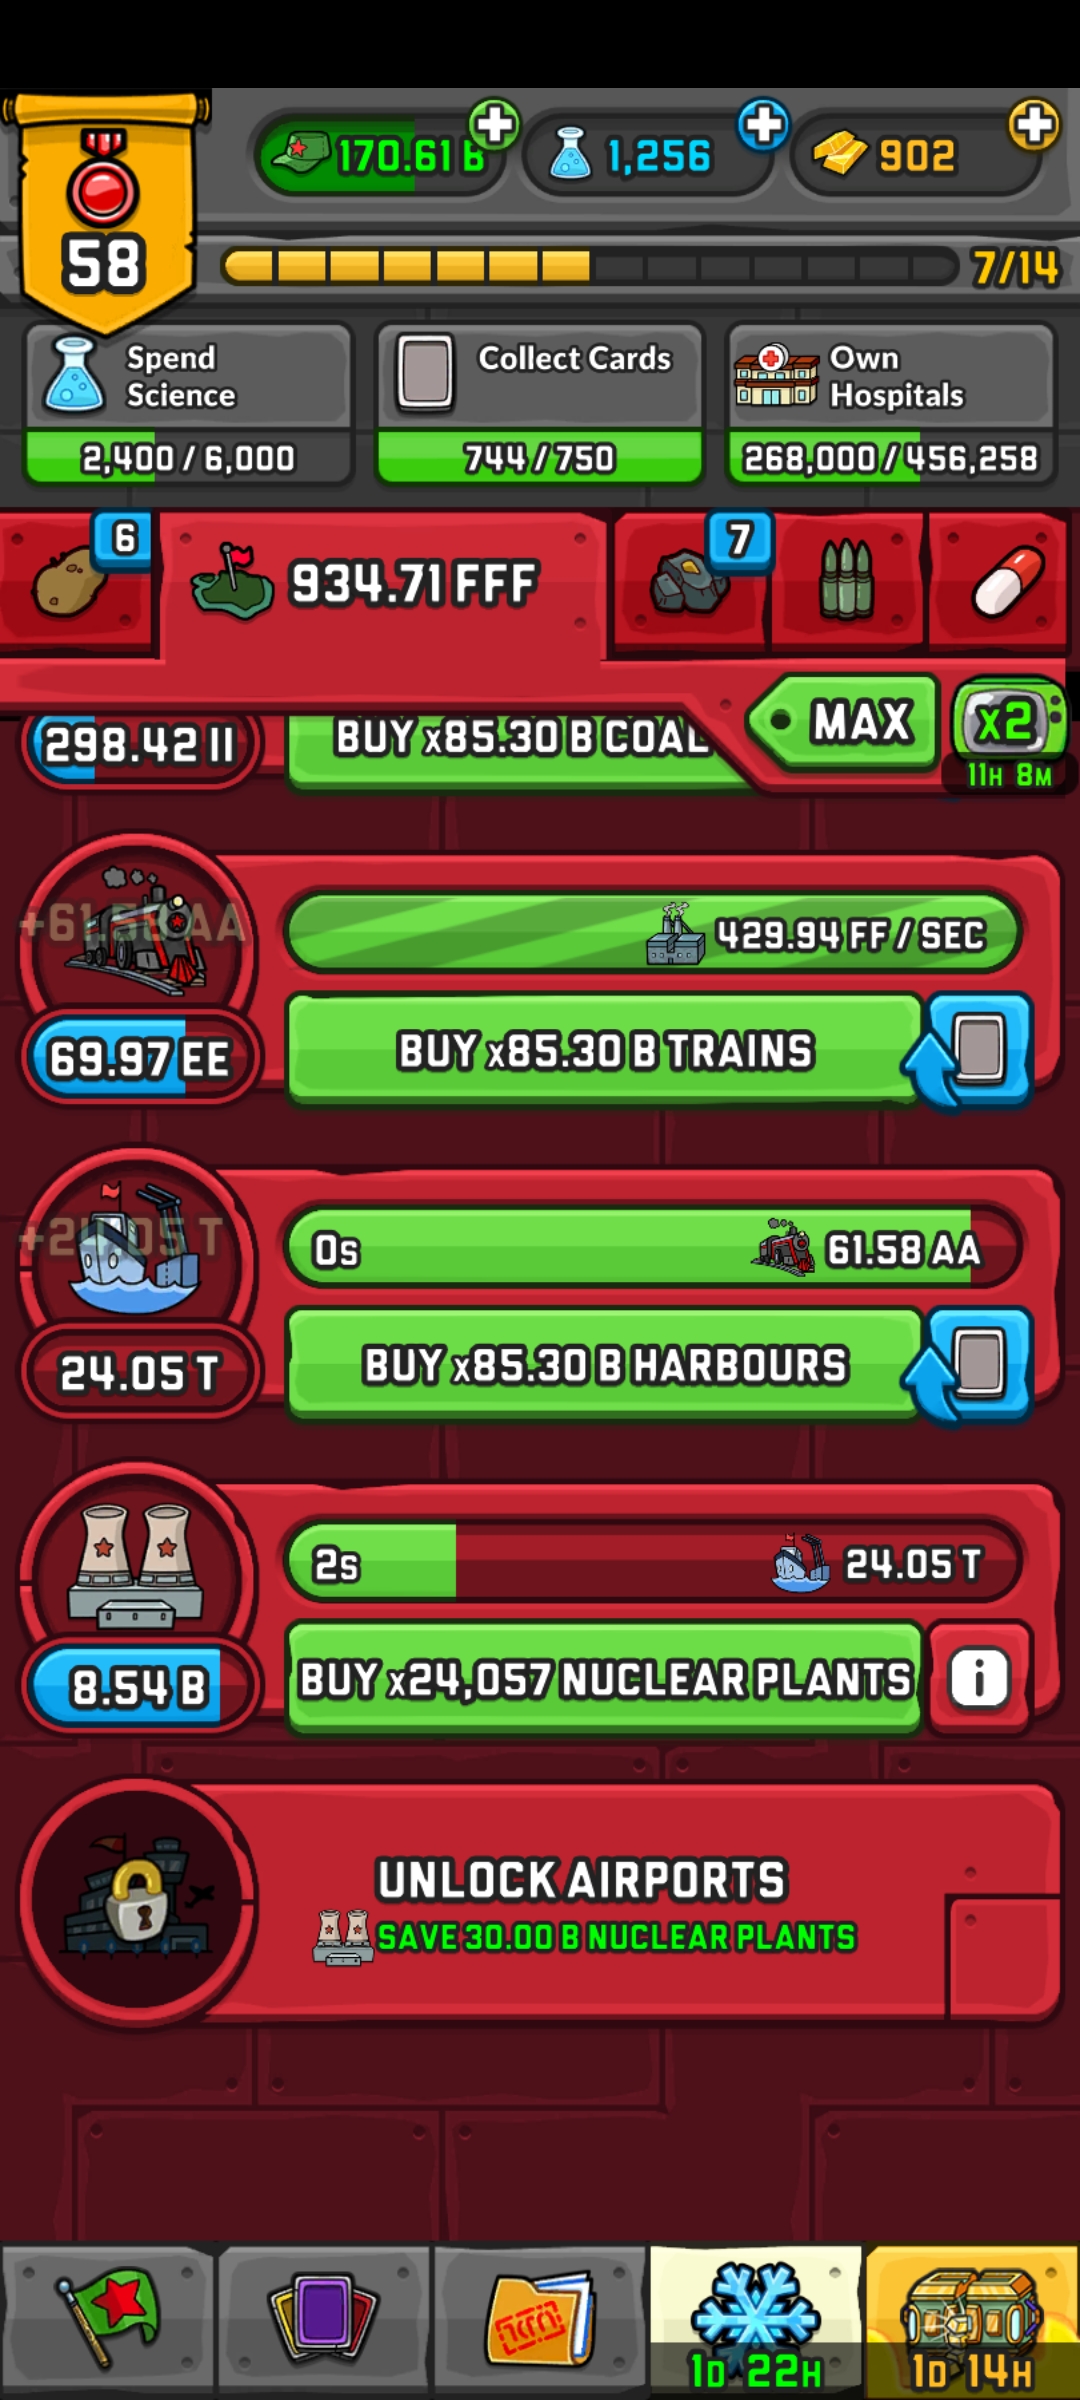 170.61 B
1,256
902
58
7/14
Spend
Science
2,400 / 6,000
Collect Cards
744 / 750
Own
Hospitals
268,000 / 456,258
6
934.71 FFF
7
MAX
x2
11H 8M
298.42 II
BUY x85.30 B COAL
429.94 FF / SEC
69.97 EE
BUY x85.30 B TRAINS
0s
61.58 AA
+20.05 T
24.05 T
BUY x85.30 B HARBOURS
2s
24.05 T
8.54 B
BUY x24,057 NUCLEAR PLANTS
i
UNLOCK AIRPORTS
SAVE 30.00 B NUCLEAR PLANTS
1D 22H
1D 14H